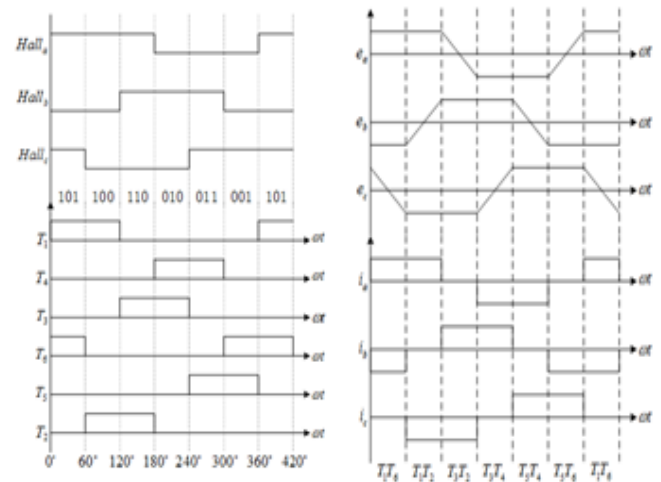 Hall_a
Hall_b
Hall_c
101 100 110 010 011 001 101
T_1 ωt
T_4 ωt
T_3 ωt
T_6 ωt
T_5 ωt
T_2 ωt
0° 60° 120° 180° 240° 300° 360° 420°
e_a ωt
e_b ωt
e_c ωt
i_a ωt
i_b ωt
i_c ωt
T_1T_6 T_1T_2 T_3T_2 T_3T_4 T_5T_4 T_5T_6 T_1T_6